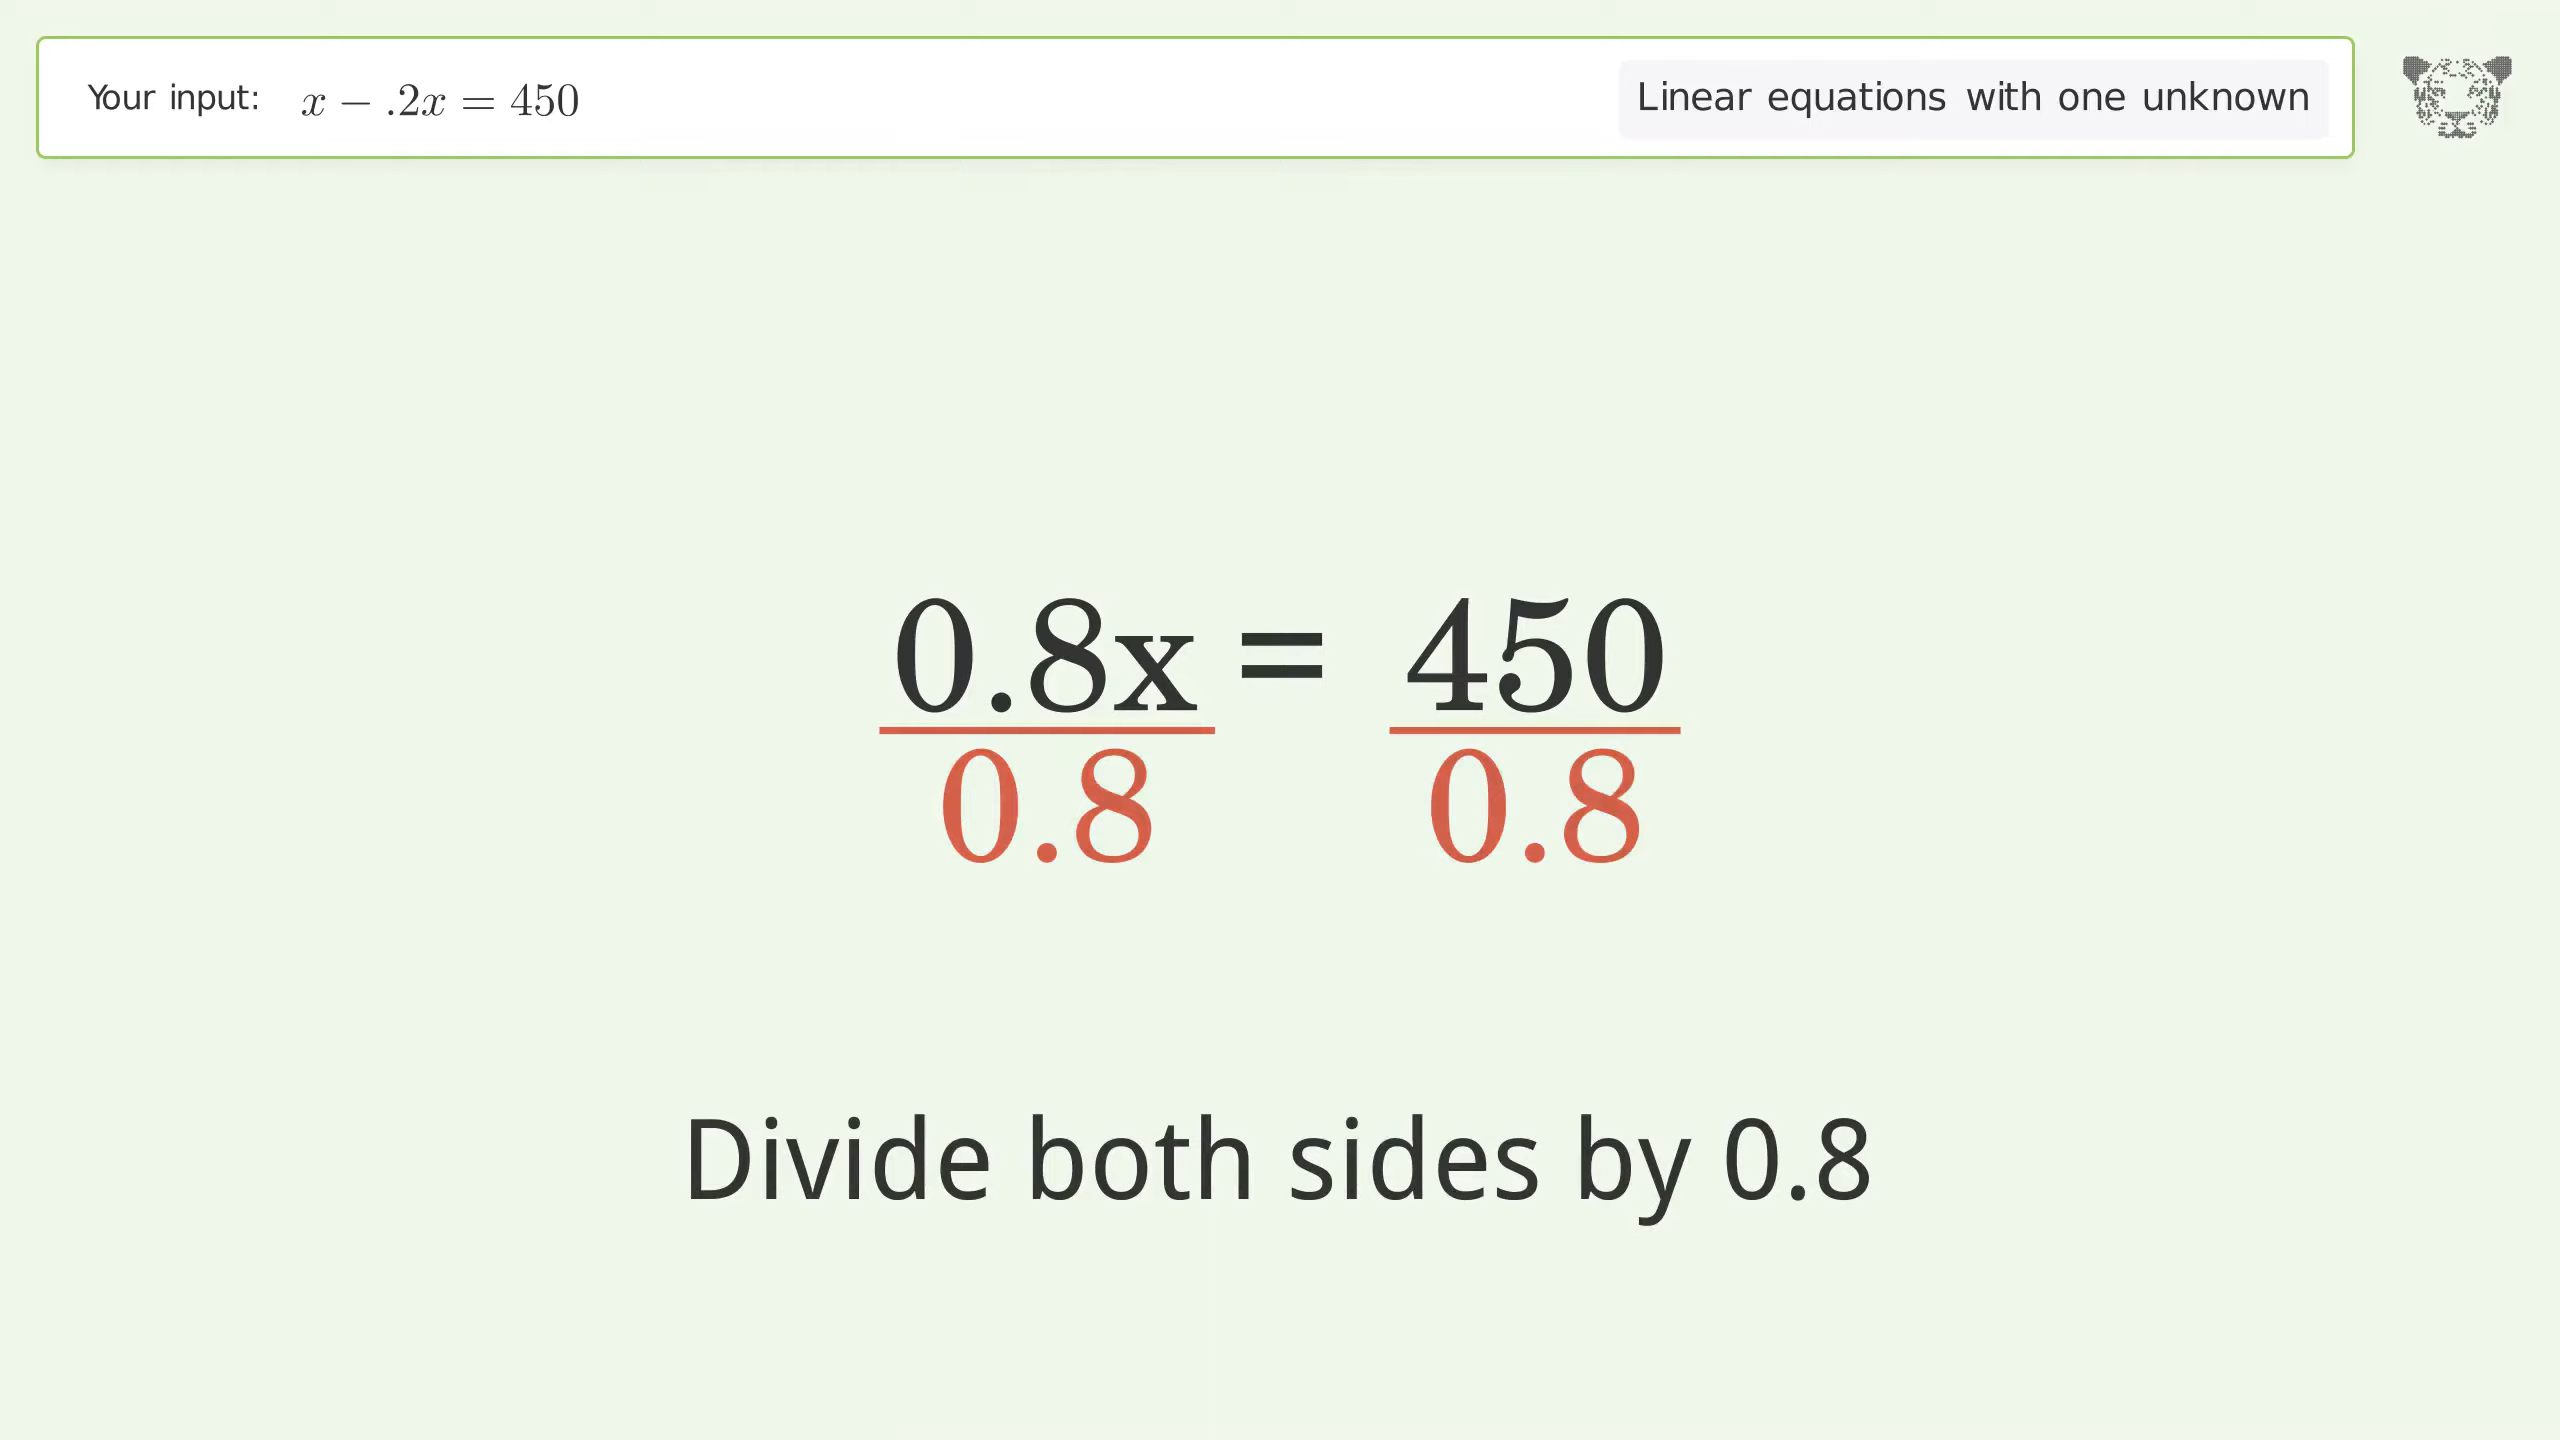 Your input: x − .2x = 450
Linear equations with one unknown
0.8x = 450
0.8 0.8
Divide both sides by 0.8